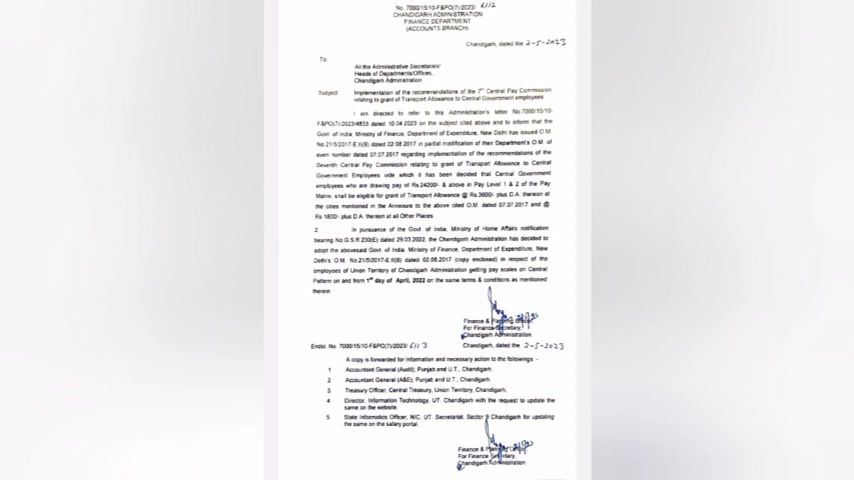 No. 7000/15/10-F&PO(7)/2023/ 6112
CHANDIGARH ADMINISTRATION
FINANCE DEPARTMENT
(ACCOUNTS BRANCH)
Chandigarh, dated the 2-5-2023
To
All the Administrative Secretaries/
Heads of Departments/Offices,
Chandigarh Administration
Subject: Implementation of the recommendations of the 7th Central Pay Commission
relating to grant of Transport Allowance to Central Government employees
I am directed to refer to this Administration's letter No.7000/15/10-
F&PO(7)/2023/4833 dated 10.04.2023 on the subject cited above and to inform that the
Govt. of India, Ministry of Finance, Department of Expenditure, New Delhi has issued O.M
No.21/5/2017-E.II(B) dated 02.08.2017 in partial modification of their Department's O.M. of
even number dated 07.07.2017 regarding implementation of the recommendations of the
Seventh Central Pay Commission relating to grant of Transport Allowance to Central
Government Employees vide which it has been decided that Central Government
employees who are drawing pay of Rs.24200/- & above in Pay Level 1 & 2 of the Pay
Matrix, shall be eligible for grant of Transport Allowance @ Rs.3600/- plus D.A. thereon at
the cities mentioned in the Annexure to the above cited O.M. dated 07.07.2017 and @
Rs.1800/- plus D.A. thereon at all Other Places.
2 In pursuance of the Govt. of India, Ministry of Home Affairs notification
bearing No.G.S.R.230(E) dated 29.03.2022, the Chandigarh Administration has decided to
adopt the abovesaid Govt. of India, Ministry of Finance, Department of Expenditure, New
Delhi's O.M. No.21/5/2017-E.II(B) dated 02.08.2017 (copy enclosed) in respect of the
employees of Union Territory of Chandigarh Administration getting pay scales on Central
Pattern on and from 1st day of April, 2022 on the same terms & conditions as mentioned
therein.
Finance & Planning Officer
For Finance Secretary,
Chandigarh Administration
Endst. No. 7000/15/10-F&PO(7)/2023/ 6113 Chandigarh, dated the 2-5-2023
A copy is forwarded for information and necessary action to the followings: -
1. Accountant General (Audit), Punjab and U.T., Chandigarh.
2. Accountant General (A&E), Punjab and U.T., Chandigarh.
3. Treasury Officer, Central Treasury, Union Territory, Chandigarh.
4. Director, Information Technology, UT. Chandigarh with the request to update the
same on the website.
5. State Informatics Officer, NIC, UT. Secretariat, Sector 9 Chandigarh for updating
the same on the salary portal.
Finance & Planning Officer
For Finance Secretary,
Chandigarh Administration